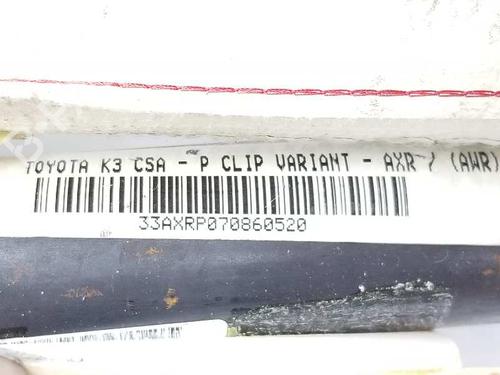 TOYOTA K3 CSA - P CLIP VARIANT - AXR / (AWR)
33AXRP070860520